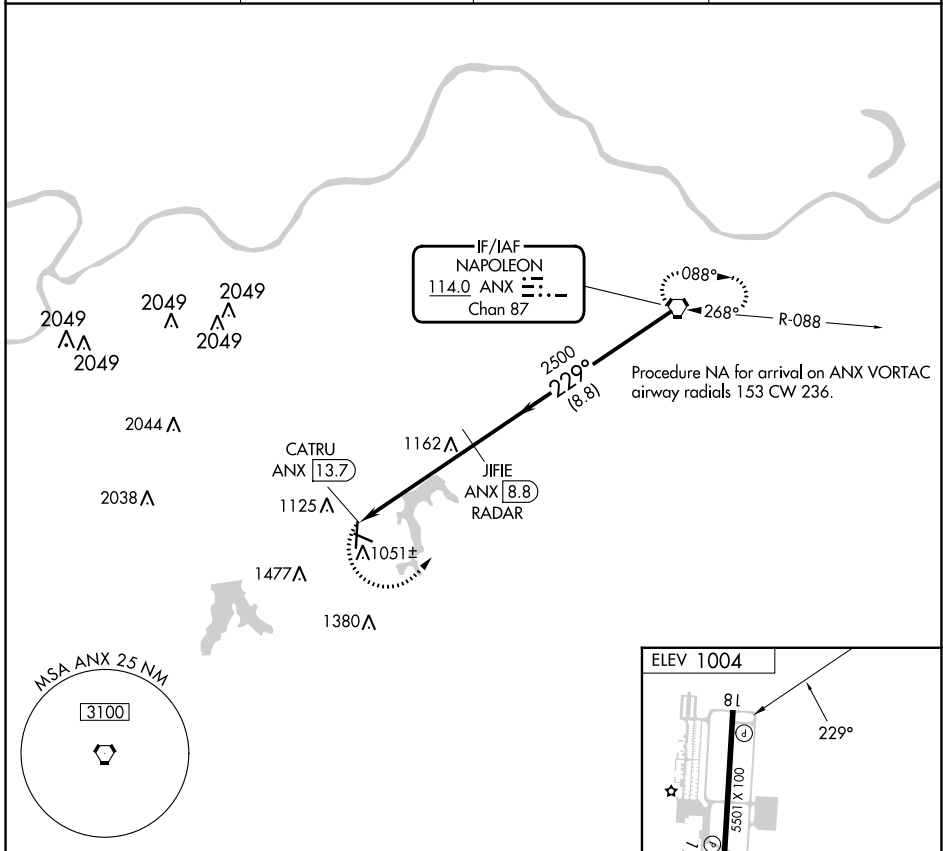 IF/IAF
NAPOLEON
114.0 ANX
Chan 87
088°
268°
R-088
2049
2049
2049
2049
2049
2500
229°
(8.8)
Procedure NA for arrival on ANX VORTAC
airway radials 153 CW 236.
2044
1162
CATRU
ANX 13.7
JIFIE
ANX 8.8
RADAR
2038
1125
1051±
1477
1380
MSA ANX 25 NM
3100
ELEV 1004
18
229°
P
5501 X 100
P